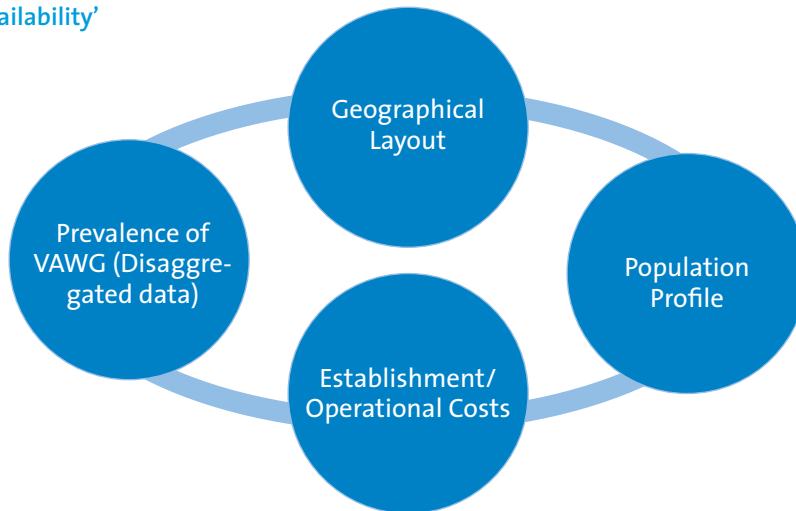 ailability’
Geographical
Layout
Prevalence of
VAWG (Disaggre-
gated data)
Population
Profile
Establishment/
Operational Costs